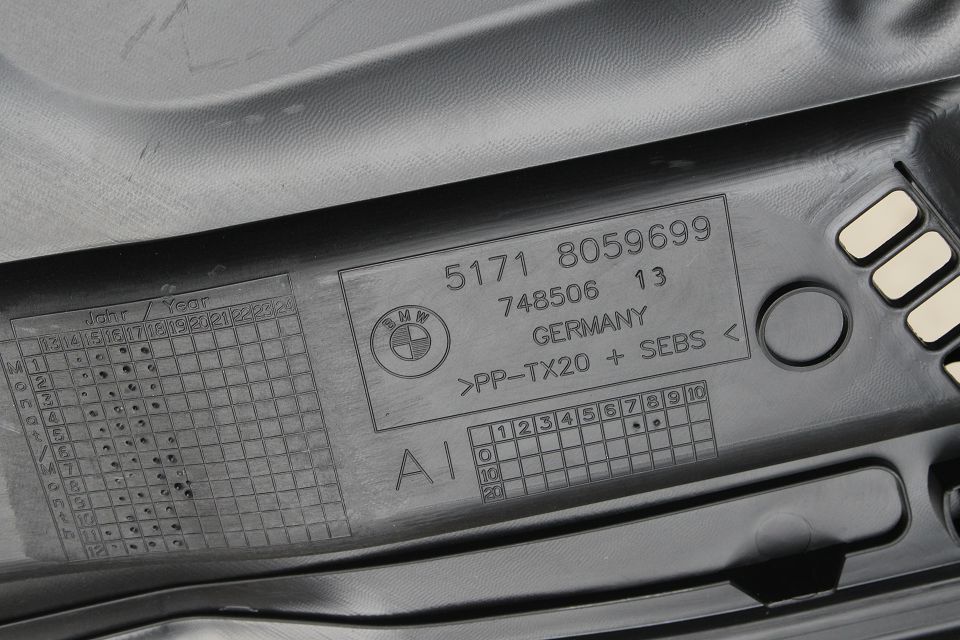 Jahr / Year
13 14 15 16 17 18 19 20 21 22 23 24
Monat/Month
1
2
3
4
5
6
7
8
9
10
11
12
BMW
5171 8059699
748506 13
GERMANY
>PP-TX20 + SEBS <
AI
1 2 3 4 5 6 7 8 9 10
0
10
20